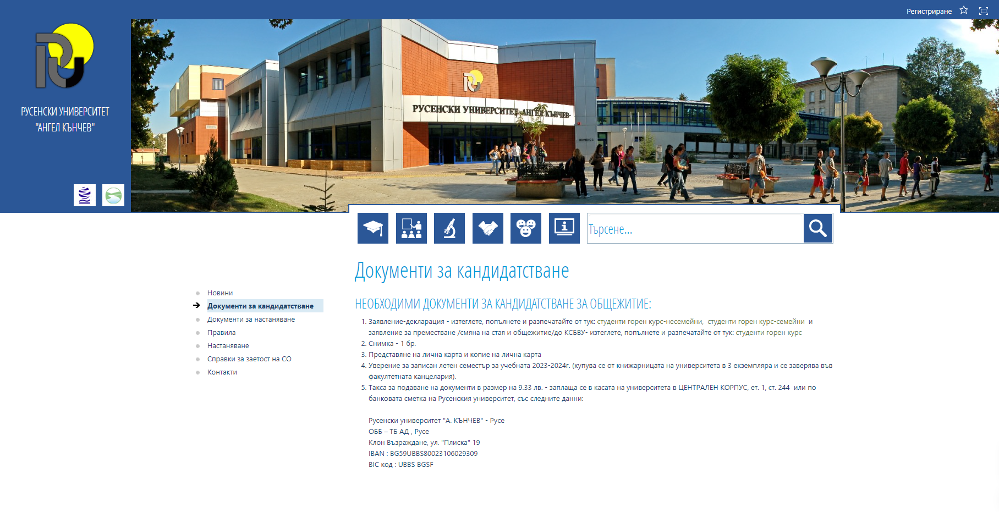 Регистриране
РУСЕНСКИ УНИВЕРСИТЕТ
"АНГЕЛ КЪНЧЕВ"
РУСЕНСКИ УНИВЕРСИТЕТ „АНГЕЛ КЪНЧЕВ"
Търсене...
Документи за кандидатстване
Новини
Документи за кандидатстване
Документи за настаняване
Правила
Настаняване
Справки за заетост на СО
Контакти
НЕОБХОДИМИ ДОКУМЕНТИ ЗА КАНДИДАТСТВАНЕ ЗА ОБЩЕЖИТИЕ:
1. Заявление-декларация - изтеглете, попълнете и разпечатайте от тук: студенти горен курс-несемейни, студенти горен курс-семейни и
заявление за преместване /смяна на стая и общежитие/до КСБВУ- изтеглете, попълнете и разпечатайте от тук: студенти горен курс
2. Снимка - 1 бр.
3. Представяне на лична карта и копие на лична карта
4. Уверение за записан летен семестър за учебната 2023-2024г. (купува се от книжарницата на университета в 3 екземпляра и се заверява във
факултетната канцелария).
5. Такса за подаване на документи в размер на 9.33 лв. - заплаща се в касата на университета в ЦЕНТРАЛЕН КОРПУС, ет. 1, ст. 244 или по
банковата сметка на Русенския университет, със следните данни:
Русенски университет "А. КЪНЧЕВ" - Русе
ОББ – ТБ АД , Русе
Клон Възраждане, ул. "Плиска" 19
IBAN : BG59UBBS80023106029309
BIC код : UBBS BGSF